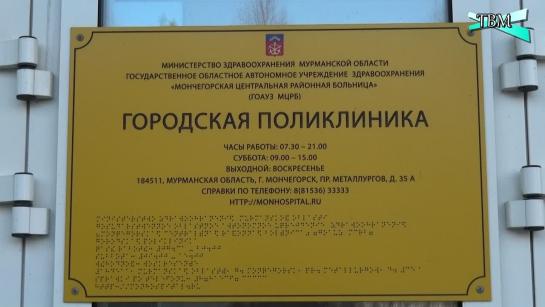 ТВМ
МИНИСТЕРСТВО ЗДРАВООХРАНЕНИЯ МУРМАНСКОЙ ОБЛАСТИ
ГОСУДАРСТВЕННОЕ ОБЛАСТНОЕ АВТОНОМНОЕ УЧРЕЖДЕНИЕ ЗДРАВООХРАНЕНИЯ
«МОНЧЕГОРСКАЯ ЦЕНТРАЛЬНАЯ РАЙОННАЯ БОЛЬНИЦА»
(ГОАУЗ МЦРБ)
ГОРОДСКАЯ ПОЛИКЛИНИКА
ЧАСЫ РАБОТЫ: 07.30 – 21.00
СУББОТА: 09.00 – 15.00
ВЫХОДНОЙ: ВОСКРЕСЕНЬЕ
184511, МУРМАНСКАЯ ОБЛАСТЬ, Г. МОНЧЕГОРСК, ПР. МЕТАЛЛУРГОВ, Д. 35 А
СПРАВКИ ПО ТЕЛЕФОНУ: 8(81536) 33333
HTTP://MONHOSPITAL.RU